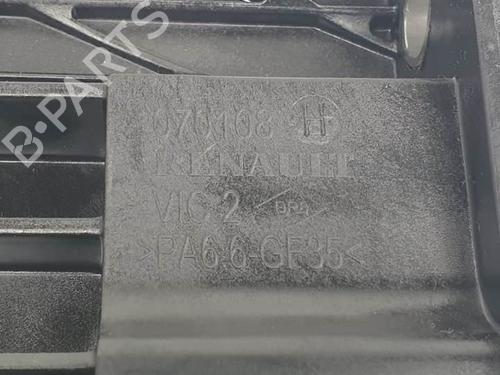 070108 H
RENAULT
VIC 2
>PA6-6-GF35<
B-PARTS